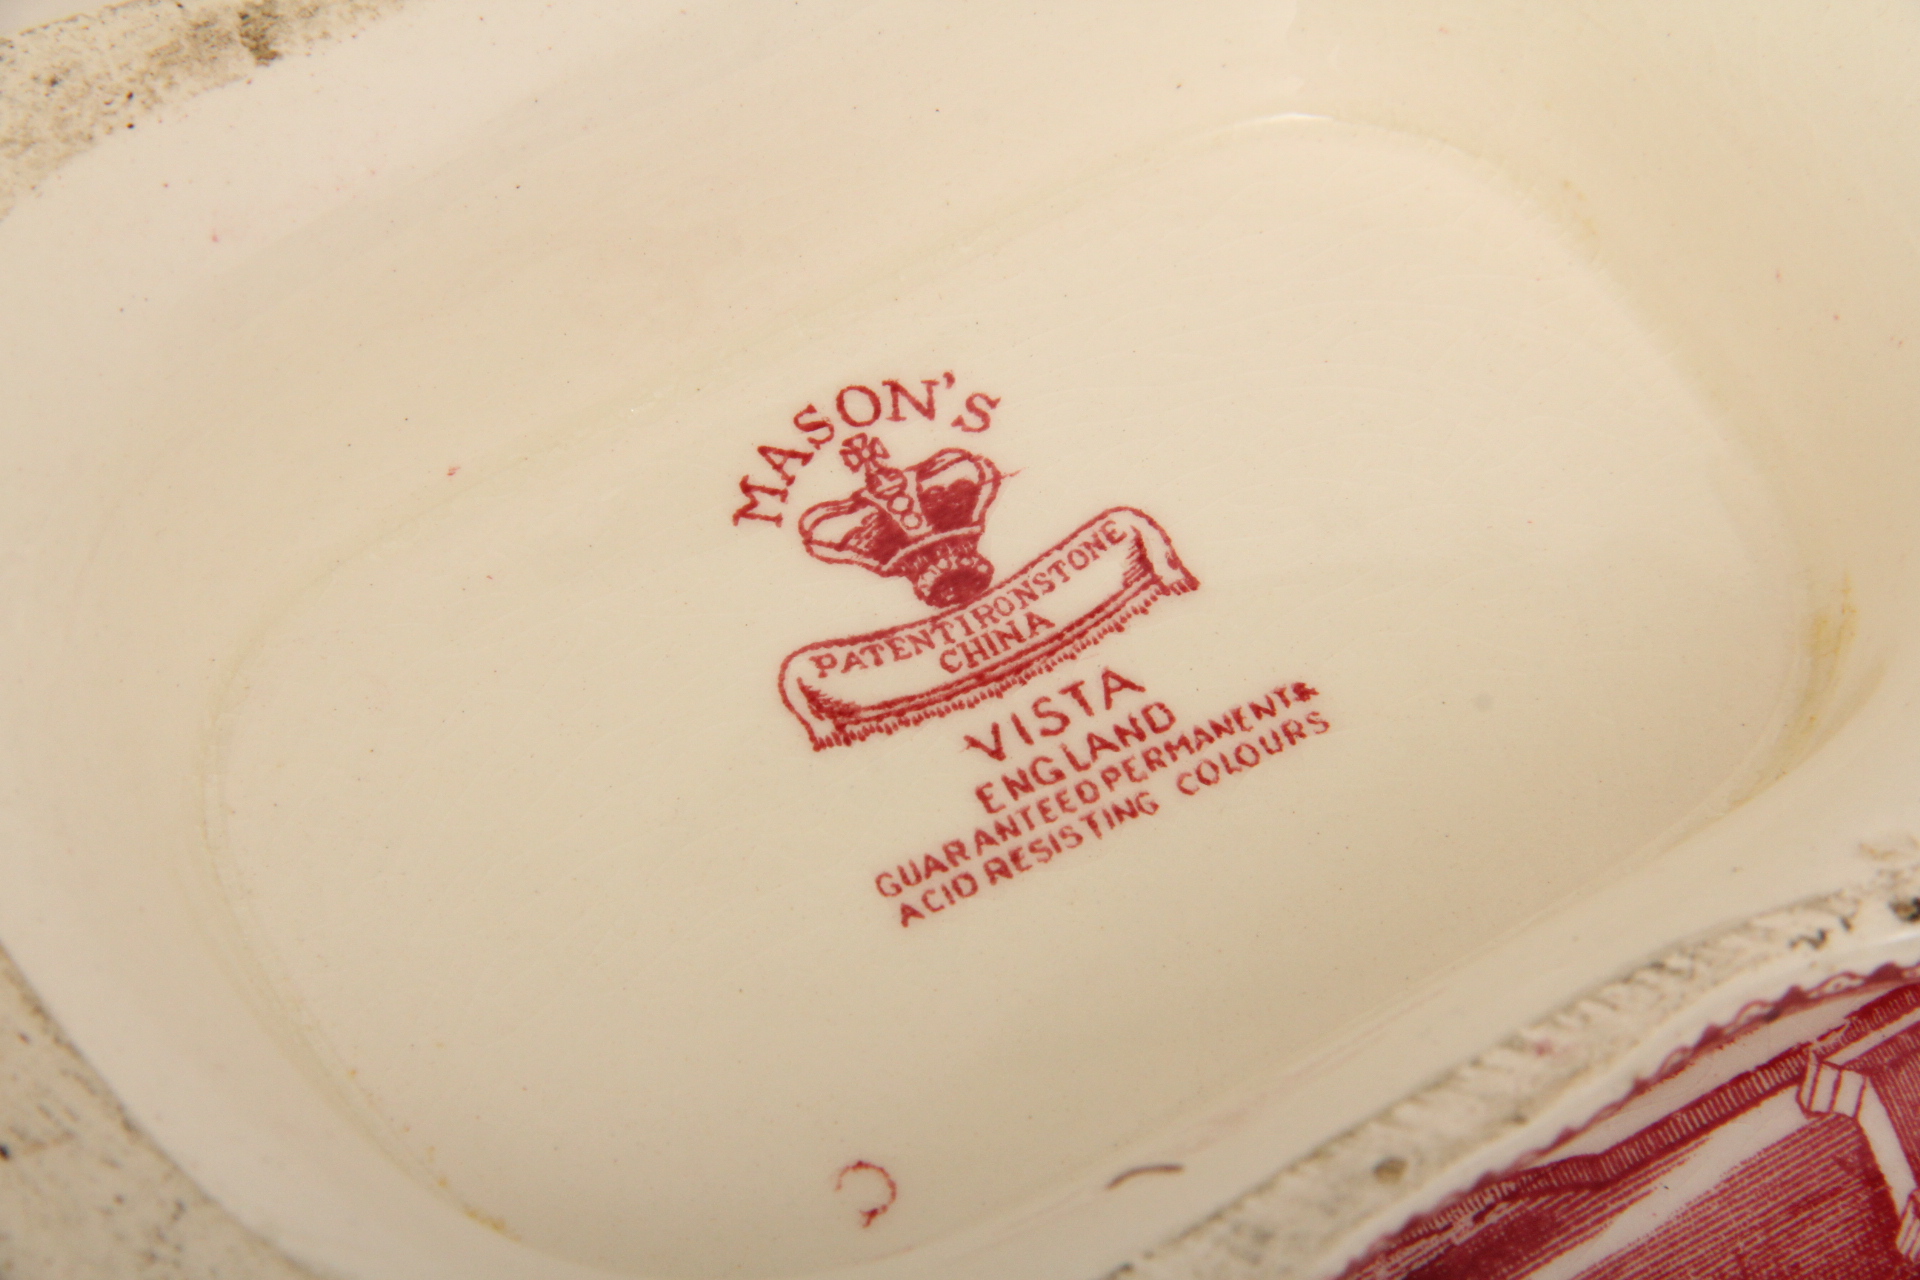 MASON'S
PATENT IRONSTONE
CHINA
VISTA
ENGLAND
GUARANTEED PERMANENT &
ACID RESISTING COLOURS